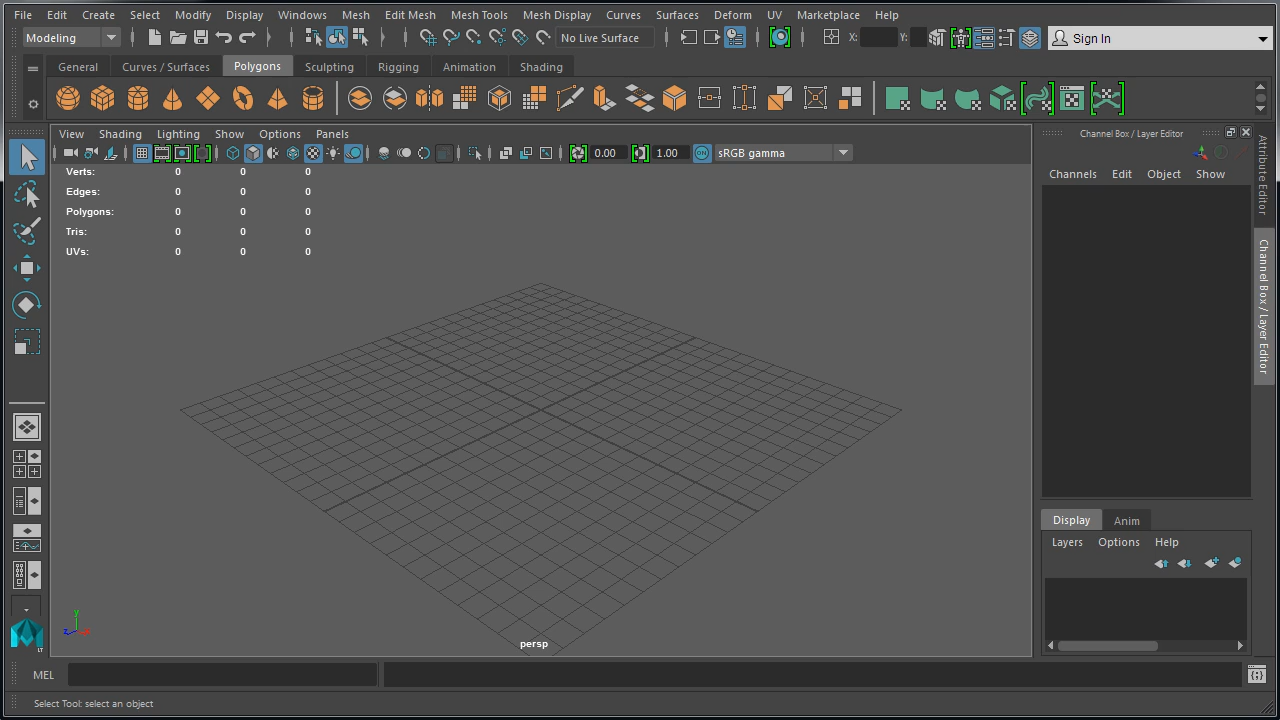 File Edit Create Select Modify Display Windows Mesh Edit Mesh Mesh Tools Mesh Display Curves Surfaces Deform UV Marketplace Help
Modeling No Live Surface X: Y: Sign In
General Curves / Surfaces Polygons Sculpting Rigging Animation Shading
View Shading Lighting Show Options Panels
0.00 1.00 ON sRGB gamma
Verts: 0 0 0
Edges: 0 0 0
Polygons: 0 0 0
Tris: 0 0 0
UVs: 0 0 0
y
z
persp
LT
Channel Box / Layer Editor
Channels Edit Object Show
Attribute Editor
Channel Box / Layer Editor
Display Anim
Layers Options Help
MEL
Select Tool: select an object